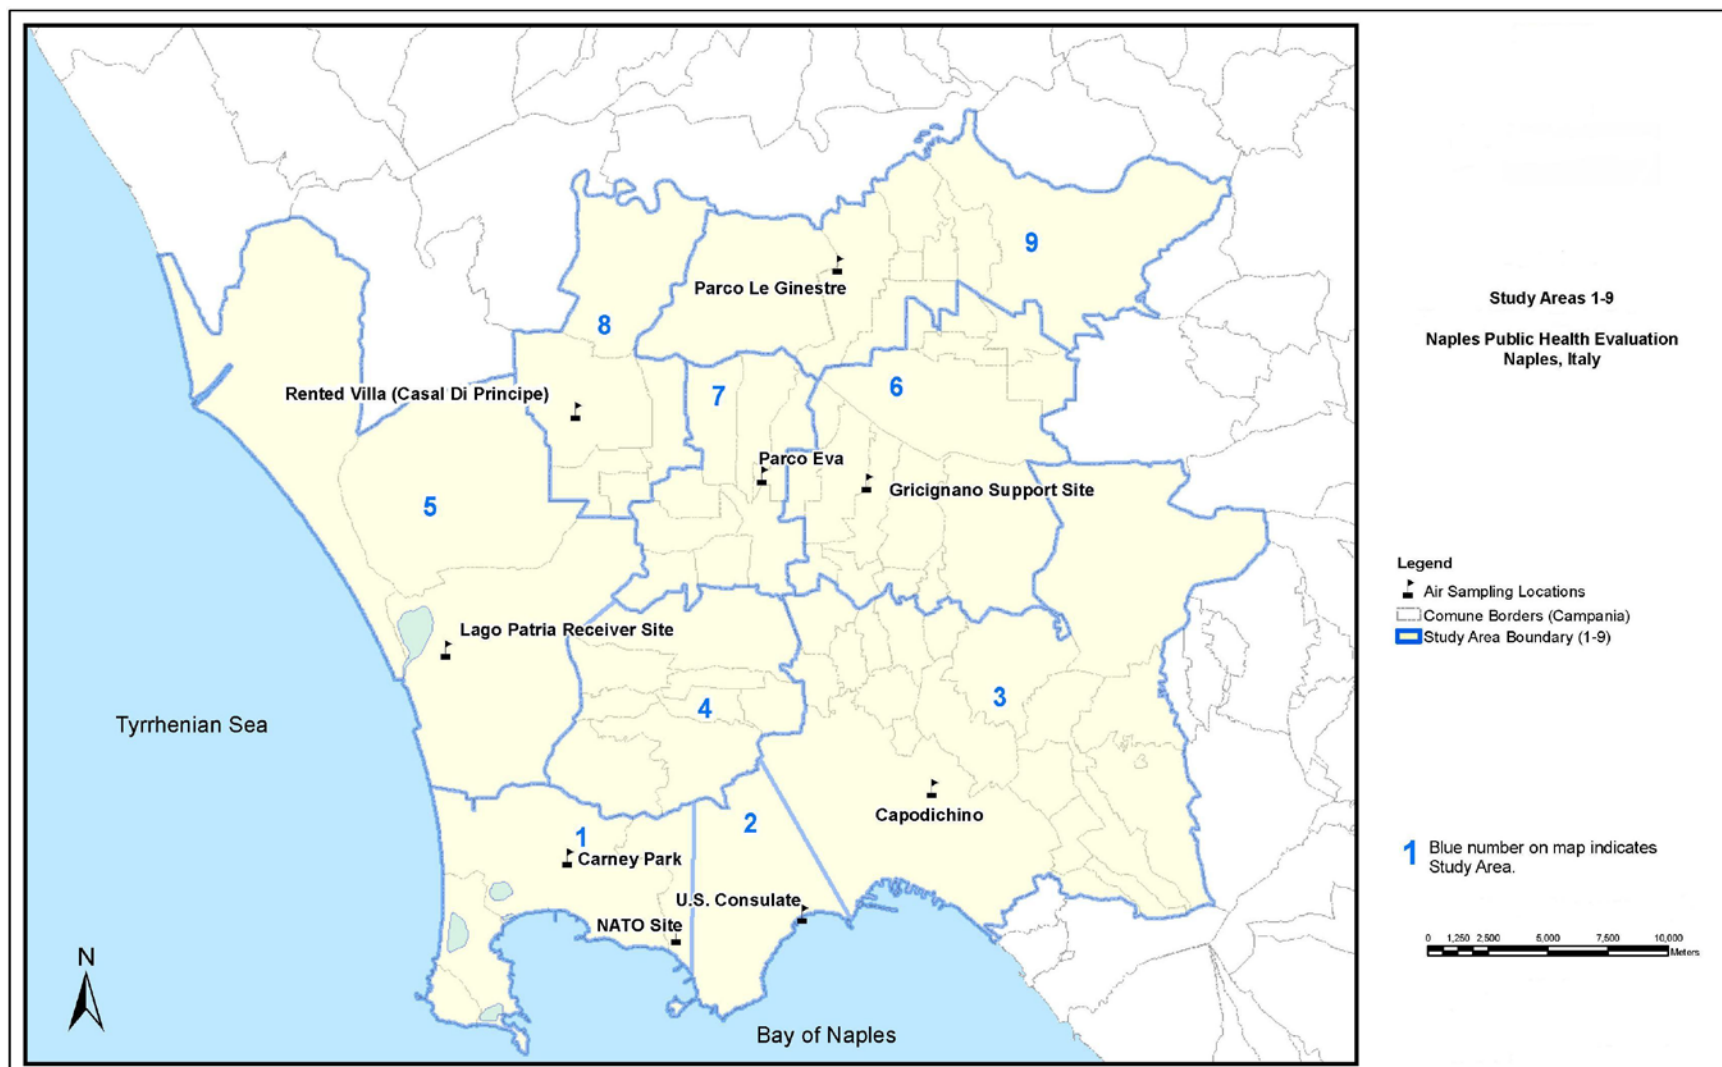 9
Parco Le Ginestre
8
Rented Villa (Casal Di Principe)
7
6
Parco Eva
Gricignano Support Site
5
Lago Patria Receiver Site
4
3
Tyrrhenian Sea
Capodichino
2
1
Carney Park
U.S. Consulate
NATO Site
N
Bay of Naples
Study Areas 1-9
Naples Public Health Evaluation
Naples, Italy
Legend
Air Sampling Locations
Comune Borders (Campania)
Study Area Boundary (1-9)
1 Blue number on map indicates
Study Area.
0 1,250 2,500 5,000 7,500 10,000
Meters